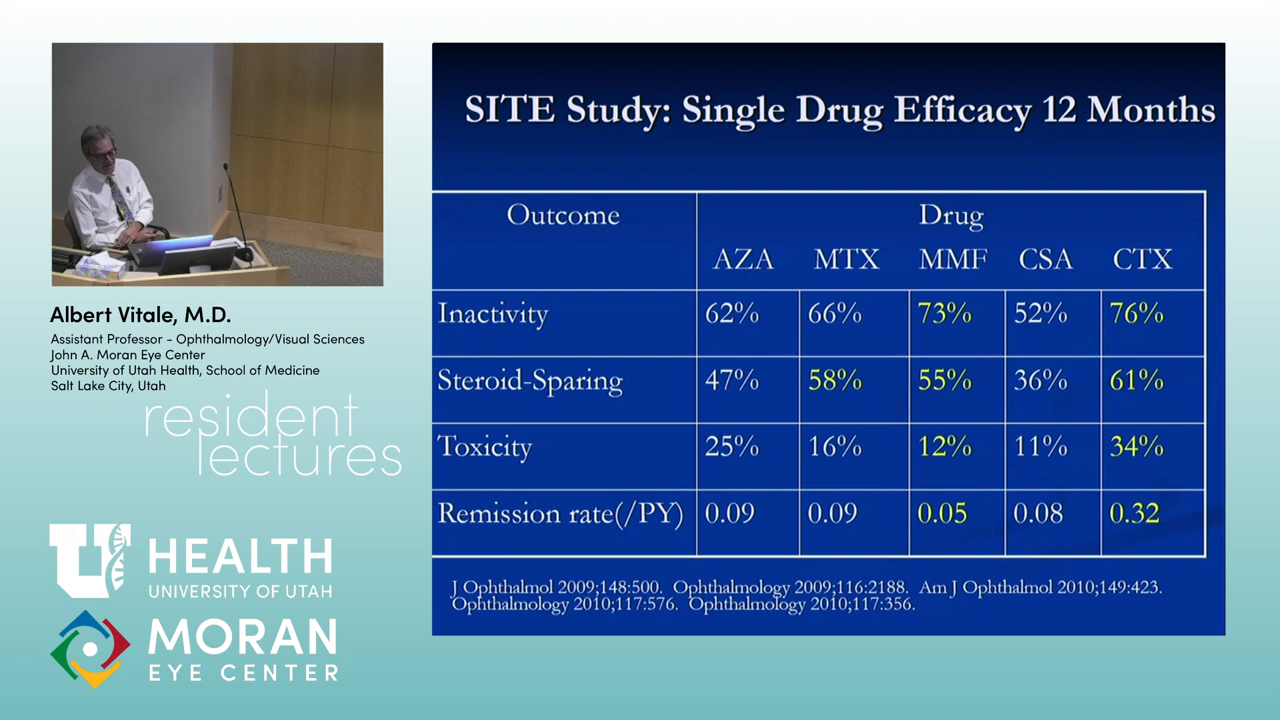 SITE Study: Single Drug Efficacy 12 Months
Outcome Drug
AZA MTX MMF CSA CTX
Inactivity 62% 66% 73% 52% 76%
Steroid-Sparing 47% 58% 55% 36% 61%
Toxicity 25% 16% 12% 11% 34%
Remission rate(/PY) 0.09 0.09 0.05 0.08 0.32
J Ophthalmol 2009;148:500. Ophthalmology 2009;116:2188. Am J Ophthalmol 2010;149:423.
Ophthalmology 2010;117:576. Ophthalmology 2010;117:356.
Albert Vitale, M.D.
Assistant Professor - Ophthalmology/Visual Sciences
John A. Moran Eye Center
University of Utah Health, School of Medicine
Salt Lake City, Utah
resident
lectures
U HEALTH
UNIVERSITY OF UTAH
MORAN
EYE CENTER